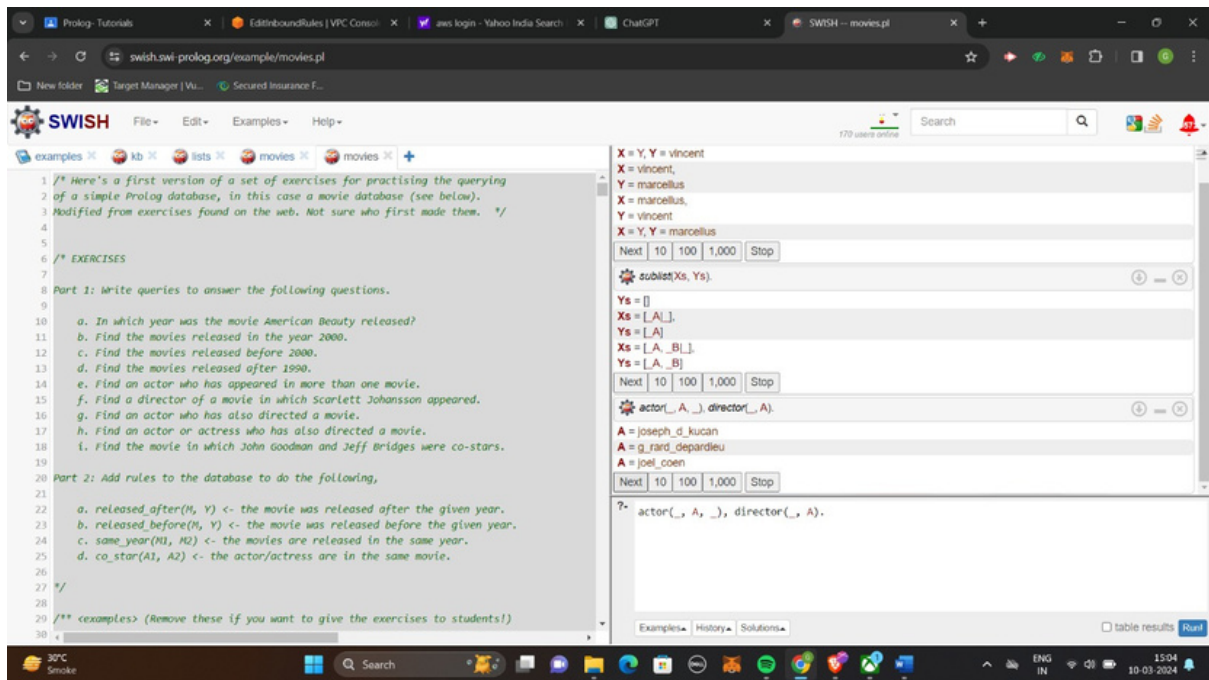 Prolog- Tutorials
EditInboundRules | VPC Consol
aws login - Yahoo India Search
ChatGPT
SWISH -- movies.pl
swish.swi-prolog.org/example/movies.pl
New folder
Target Manager | Vu...
Secured Insurance F...
SWISH
File
Edit
Examples
Help
170 users online
Search
examples
kb
lists
movies
movies
1 /* Here's a first version of a set of exercises for practising the querying
2 of a simple Prolog database, in this case a movie database (see below).
3 Modified from exercises found on the web. Not sure who first made them. */
4
5
6 /* EXERCISES
7
8 Part 1: Write queries to answer the following questions.
9
10 a. In which year was the movie American Beauty released?
11 b. Find the movies released in the year 2000.
12 c. Find the movies released before 2000.
13 d. Find the movies released after 1990.
14 e. Find an actor who has appeared in more than one movie.
15 f. Find a director of a movie in which Scarlett Johansson appeared.
16 g. Find an actor who has also directed a movie.
17 h. Find an actor or actress who has also directed a movie.
18 i. Find the movie in which John Goodman and Jeff Bridges were co-stars.
19
20 Part 2: Add rules to the database to do the following,
21
22 a. released_after(M, Y) <- the movie was released after the given year.
23 b. released_before(M, Y) <- the movie was released before the given year.
24 c. same_year(M1, M2) <- the movies are released in the same year.
25 d. co_star(A1, A2) <- the actor/actress are in the same movie.
26
27 */
28
29 /** <examples> (Remove these if you want to give the exercises to students!)
30
X = Y, Y = vincent
X = vincent,
Y = marcellus
X = marcellus,
Y = vincent
X = Y, Y = marcellus
Next 10 100 1,000 Stop
sublist(Xs, Ys).
Ys = []
Xs = [_A|_],
Ys = [_A]
Xs = [_A, _B|_],
Ys = [_A, _B]
Next 10 100 1,000 Stop
actor(_, A, _), director(_, A).
A = joseph_d_kucan
A = g_rard_depardieu
A = joel_coen
Next 10 100 1,000 Stop
?- actor(_, A, _), director(_, A).
Examples History Solutions
table results Run!
30°C
Smoke
Search
ENG
IN
15:04
10-03-2024